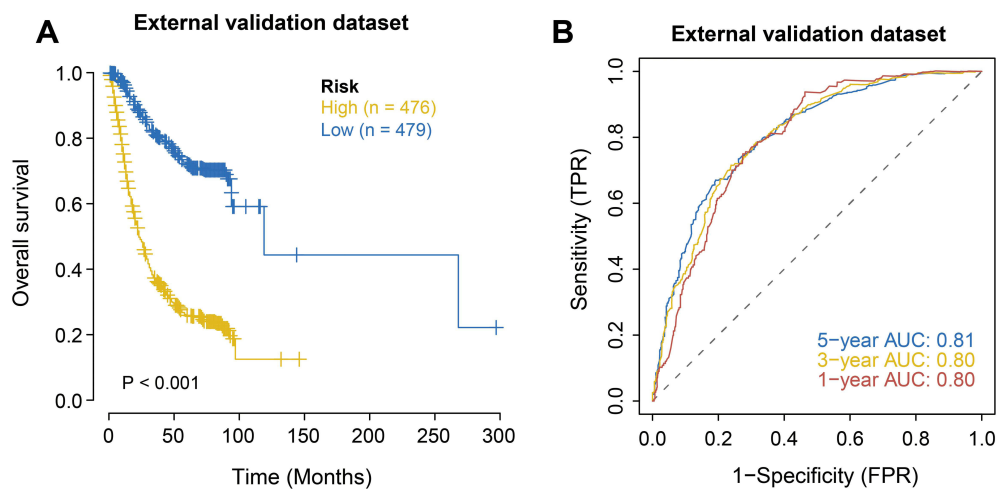 A
External validation dataset
Overall survival
1.0
0.8
0.6
0.4
0.2
0.0
Risk
High (n = 476)
Low (n = 479)
P < 0.001
0
50
100
150
200
250
300
Time (Months)
B
External validation dataset
Sensitivity (TPR)
1.0
0.8
0.6
0.4
0.2
0.0
5−year AUC: 0.81
3−year AUC: 0.80
1−year AUC: 0.80
0.0
0.2
0.4
0.6
0.8
1.0
1−Specificity (FPR)